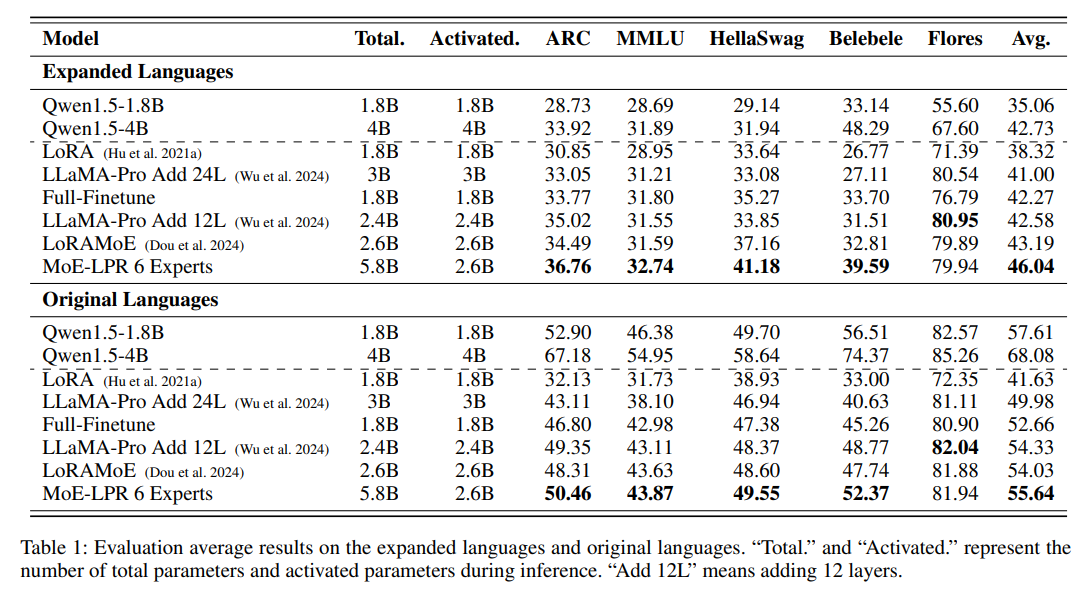 Model Total. Activated. ARC MMLU HellaSwag Belebele Flores Avg.
Expanded Languages
Qwen1.5-1.8B 1.8B 1.8B 28.73 28.69 29.14 33.14 55.60 35.06
Qwen1.5-4B 4B 4B 33.92 31.89 31.94 48.29 67.60 42.73
LoRA (Hu et al. 2021a) 1.8B 1.8B 30.85 28.95 33.64 26.77 71.39 38.32
LLaMA-Pro Add 24L (Wu et al. 2024) 3B 3B 33.05 31.21 33.08 27.11 80.54 41.00
Full-Finetune 1.8B 1.8B 33.77 31.80 35.27 33.70 76.79 42.27
LLaMA-Pro Add 12L (Wu et al. 2024) 2.4B 2.4B 35.02 31.55 33.85 31.51 80.95 42.58
LoRAMoE (Dou et al. 2024) 2.6B 2.6B 34.49 31.59 37.16 32.81 79.89 43.19
MoE-LPR 6 Experts 5.8B 2.6B 36.76 32.74 41.18 39.59 79.94 46.04
Original Languages
Qwen1.5-1.8B 1.8B 1.8B 52.90 46.38 49.70 56.51 82.57 57.61
Qwen1.5-4B 4B 4B 67.18 54.95 58.64 74.37 85.26 68.08
LoRA (Hu et al. 2021a) 1.8B 1.8B 32.13 31.73 38.93 33.00 72.35 41.63
LLaMA-Pro Add 24L (Wu et al. 2024) 3B 3B 43.11 38.10 46.94 40.63 81.11 49.98
Full-Finetune 1.8B 1.8B 46.80 42.98 47.38 45.26 80.90 52.66
LLaMA-Pro Add 12L (Wu et al. 2024) 2.4B 2.4B 49.35 43.11 48.37 48.77 82.04 54.33
LoRAMoE (Dou et al. 2024) 2.6B 2.6B 48.31 43.63 48.60 47.74 81.88 54.03
MoE-LPR 6 Experts 5.8B 2.6B 50.46 43.87 49.55 52.37 81.94 55.64
Table 1: Evaluation average results on the expanded languages and original languages. “Total.” and “Activated.” represent the
number of total parameters and activated parameters during inference. “Add 12L” means adding 12 layers.